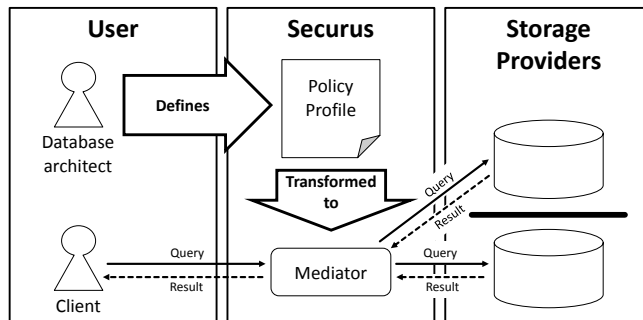 User
Securus
Storage
Providers
Database
architect
Defines
Policy
Profile
Transformed
to
Query
Result
Client
Query
Result
Mediator
Query
Result